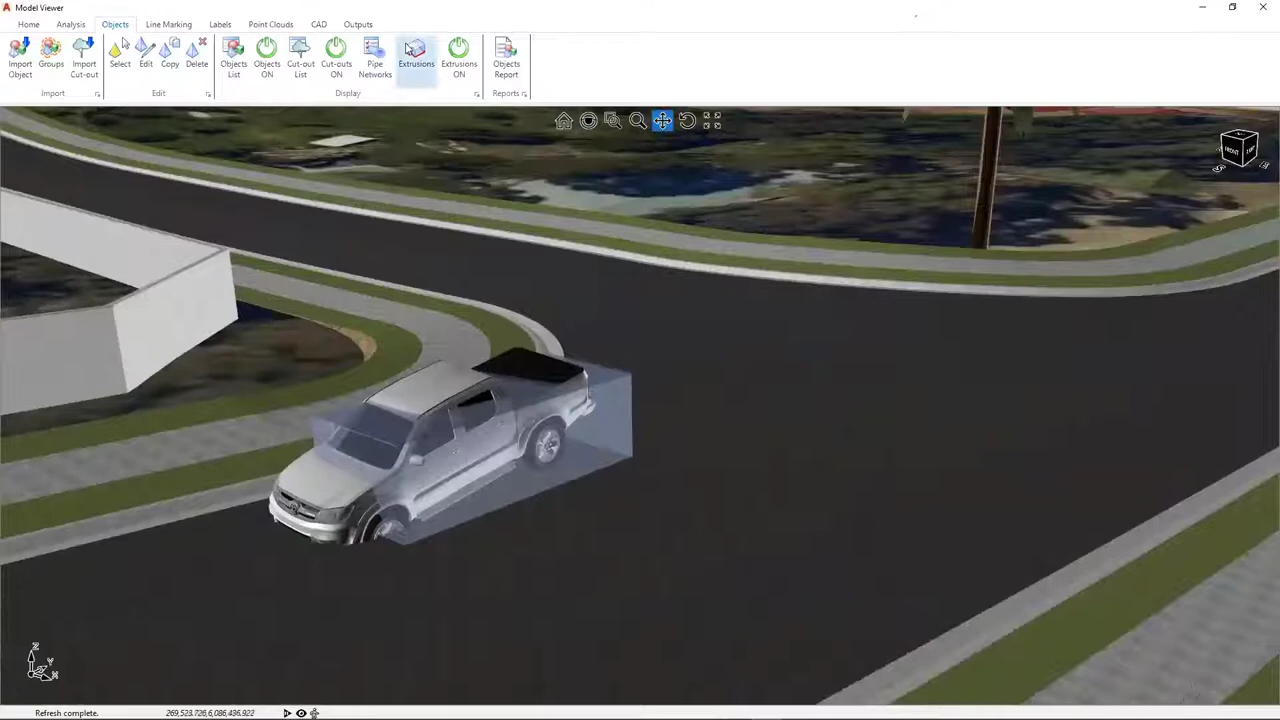 Model Viewer
Home Analysis Objects Line Marking Labels Point Clouds CAD Outputs
Import Object Groups Import Cut-out Select Edit Copy Delete Objects List Objects ON Cut-out List Cut-outs ON Pipe Networks Extrusions Extrusions ON Objects Report
Import Edit Display Reports
FRONT
Z
Y
X
Refresh complete. 269,523.726,6,086,436.922